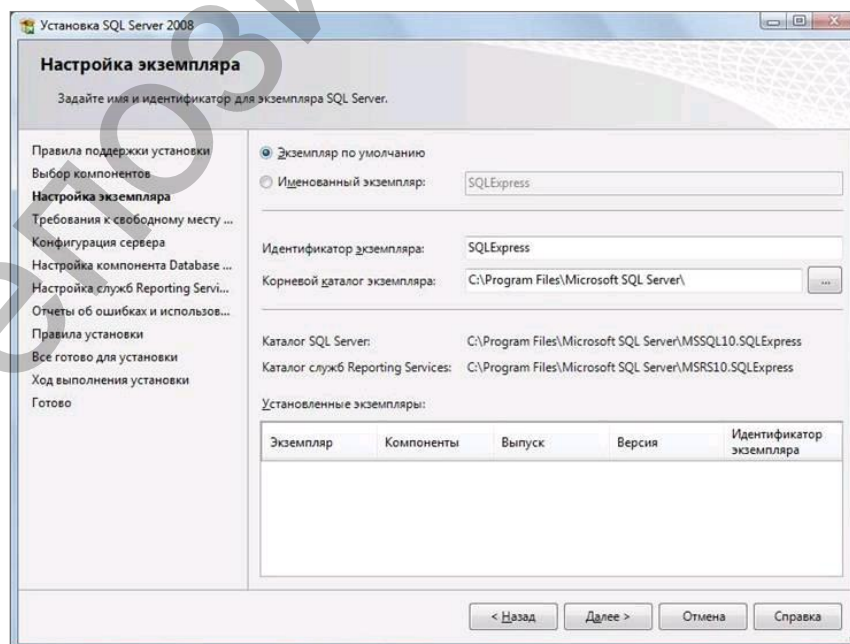 Установка SQL Server 2008
Настройка экземпляра
Задайте имя и идентификатор для экземпляра SQL Server.
Правила поддержки установки
Выбор компонентов
Настройка экземпляра
Требования к свободному месту ...
Конфигурация сервера
Настройка компонента Database ...
Настройка служб Reporting Servi...
Отчеты об ошибках и использов...
Правила установки
Все готово для установки
Ход выполнения установки
Готово
Экземпляр по умолчанию
Именованный экземпляр: SQLExpress
Идентификатор экземпляра: SQLExpress
Корневой каталог экземпляра: C:\Program Files\Microsoft SQL Server\ ...
Каталог SQL Server: C:\Program Files\Microsoft SQL Server\MSSQL10.SQLExpress
Каталог служб Reporting Services: C:\Program Files\Microsoft SQL Server\MSRS10.SQLExpress
Установленные экземпляры:
Экземпляр Компоненты Выпуск Версия Идентификатор экземпляра
< Назад Далее > Отмена Справка